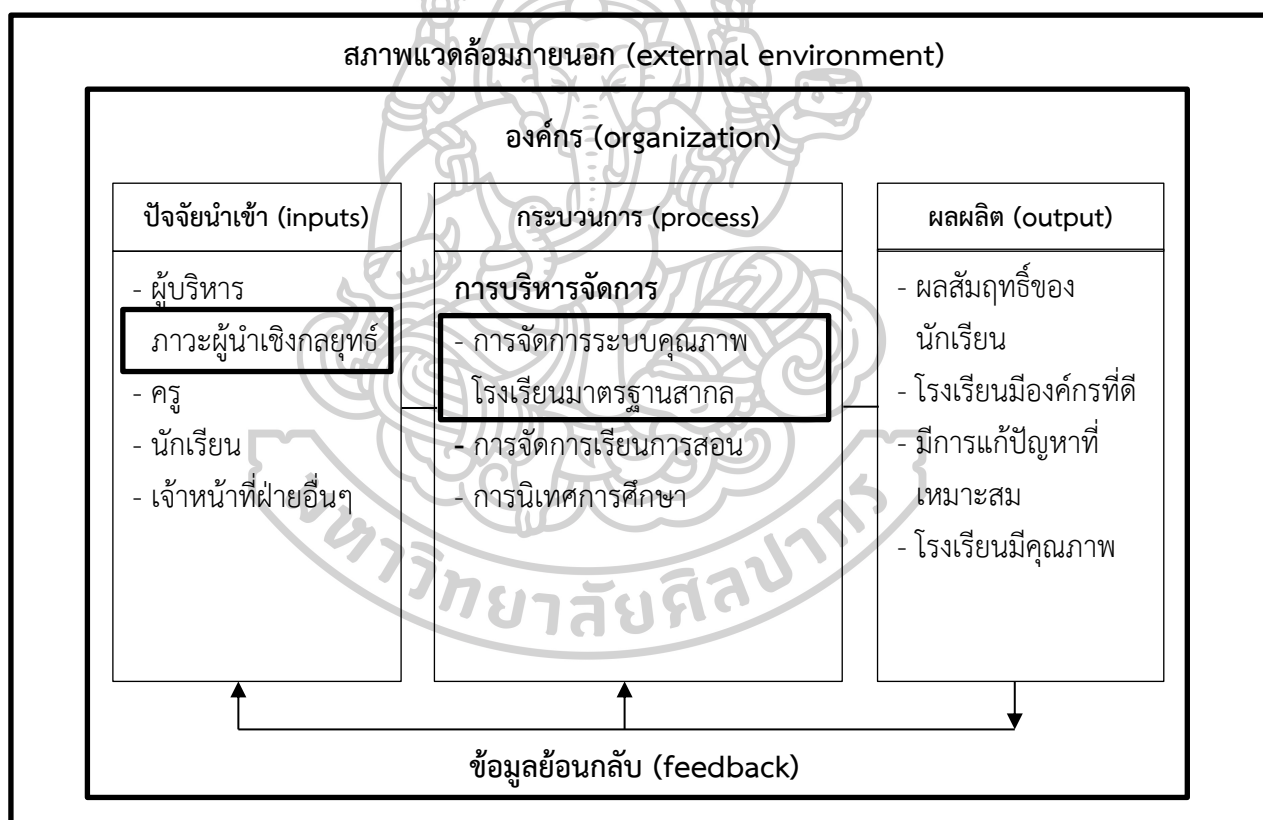 สภาพแวดล้อมภายนอก (external environment)
องค์กร (organization)
ปัจจัยนำเข้า (inputs)
- ผู้บริหาร
ภาวะผู้นำเชิงกลยุทธ์
- ครู
- นักเรียน
- เจ้าหน้าที่ฝ่ายอื่นๆ
กระบวนการ (process)
การบริหารจัดการ
- การจัดการระบบคุณภาพ
โรงเรียนมาตรฐานสากล
- การจัดการเรียนการสอน
- การนิเทศการศึกษา
ผลผลิต (output)
- ผลสัมฤทธิ์ของ
นักเรียน
- โรงเรียนมีองค์กรที่ดี
- มีการแก้ปัญหาที่
เหมาะสม
- โรงเรียนมีคุณภาพ
ข้อมูลย้อนกลับ (feedback)